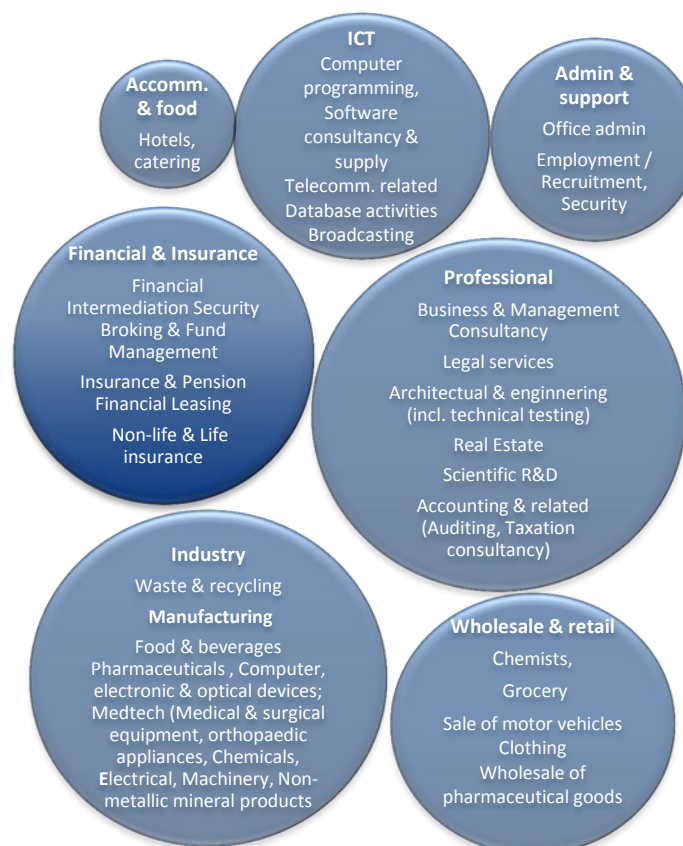 Accomm.
& food
Hotels,
catering
ICT
Computer
programming,
Software
consultancy &
supply
Telecomm. related
Database activities
Broadcasting
Admin &
support
Office admin
Employment /
Recruitment,
Security
Financial & Insurance
Financial
Intermediation Security
Broking & Fund
Management
Insurance & Pension
Financial Leasing
Non-life & Life
insurance
Professional
Business & Management
Consultancy
Legal services
Architectual & enginnering
(incl. technical testing)
Real Estate
Scientific R&D
Accounting & related
(Auditing, Taxation
consultancy)
Industry
Waste & recycling
Manufacturing
Food & beverages
Pharmaceuticals , Computer,
electronic & optical devices;
Medtech (Medical & surgical
equipment, orthopaedic
appliances, Chemicals,
Electrical, Machinery, Non-
metallic mineral products
Wholesale & retail
Chemists,
Grocery
Sale of motor vehicles
Clothing
Wholesale of
pharmaceutical goods